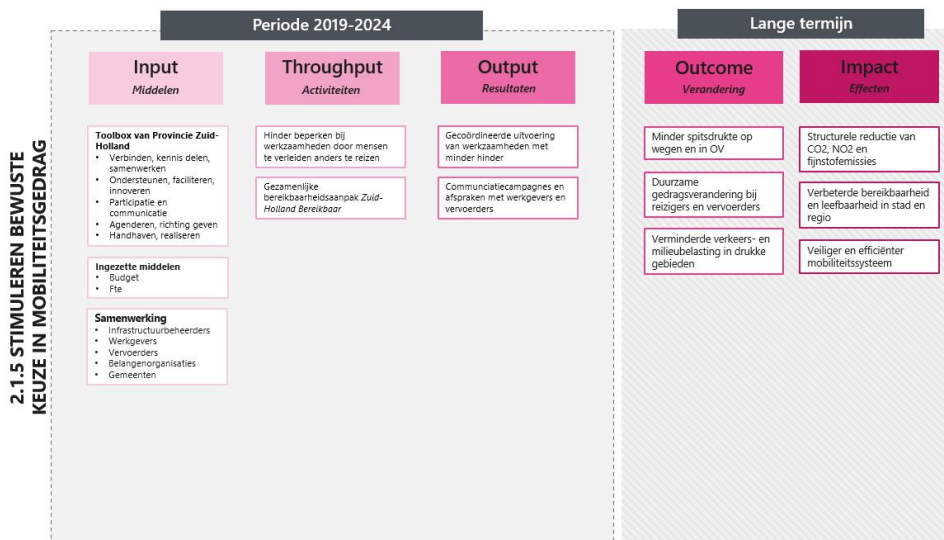 Periode 2019-2024
Lange termijn
2.1.5 STIMULEREN BEWUSTE
KEUZE IN MOBILITEITSGEDRAG
Input
Middelen
Toolbox van Provincie Zuid-
Holland
• Verbinden, kennis delen,
samenwerken
• Ondersteunen, faciliteren,
innoveren
• Participatie en
communicatie
• Agenderen, richting geven
• Handhaven, realiseren
Ingezette middelen
• Budget
• Fte
Samenwerking
• Infrastructuurbeheerders
• Werkgevers
• Vervoerders
• Belangenorganisaties
• Gemeenten
Throughput
Activiteiten
Hinder beperken bij
werkzaamheden door mensen
te verleiden anders te reizen
Gezamenlijke
bereikbaarheidsaanpak Zuid-
Holland Bereikbaar
Output
Resultaten
Gecoördineerde uitvoering
van werkzaamheden met
minder hinder
Communciatiecampagnes en
afspraken met werkgevers en
vervoerders
Outcome
Verandering
Minder spitsdrukte op
wegen en in OV
Duurzame
gedragsverandering bij
reizigers en vervoerders
Verminderde verkeers- en
milieubelasting in drukke
gebieden
Impact
Effecten
Structurele reductie van
CO2, NO2 en
fijnstofemissies
Verbeterde bereikbaarheid
en leefbaarheid in stad en
regio
Veiliger en efficiënter
mobiliteitssysteem